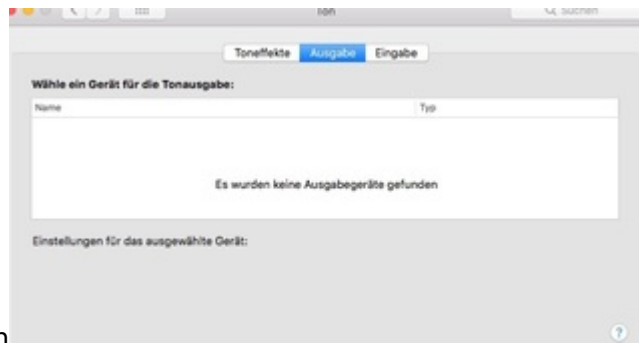 Ton
Suchen
Toneffekte Ausgabe Eingabe
Wähle ein Gerät für die Tonausgabe:
Name Typ
Es wurden keine Ausgabegeräte gefunden
Einstellungen für das ausgewählte Gerät:
?